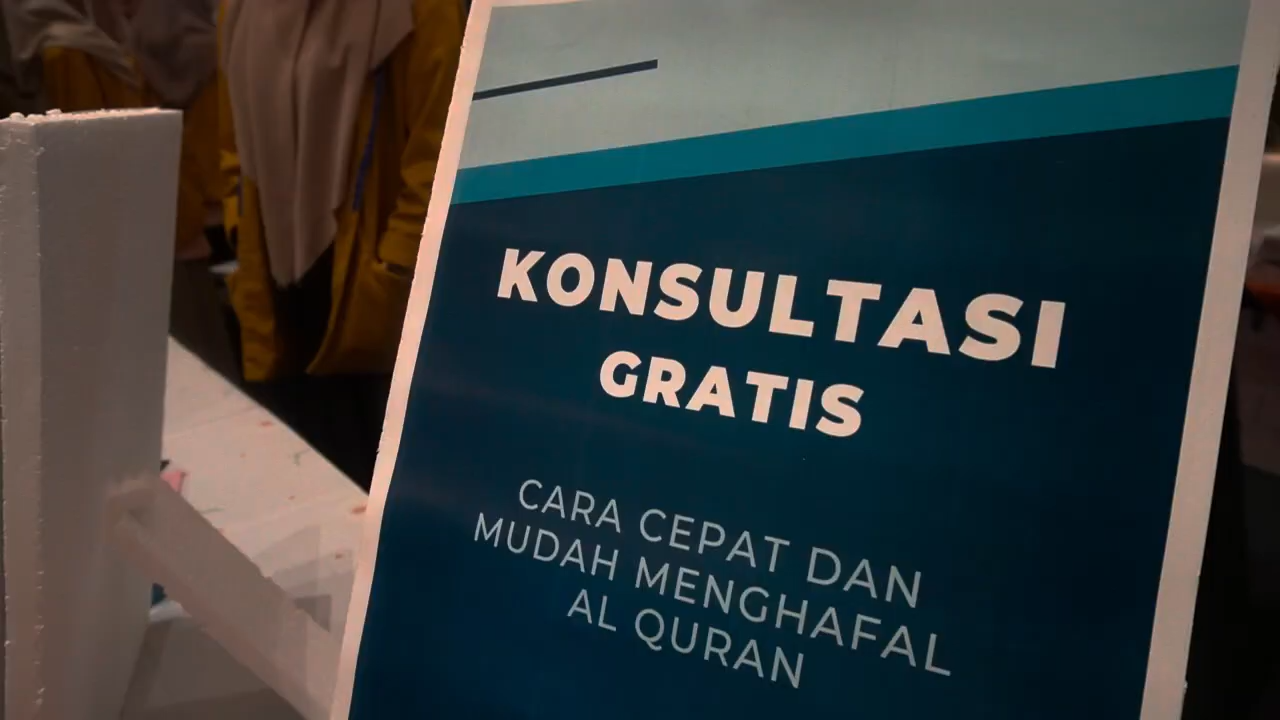 KONSULTASI
GRATIS
CARA CEPAT DAN
MUDAH MENGHAFAL
AL QURAN